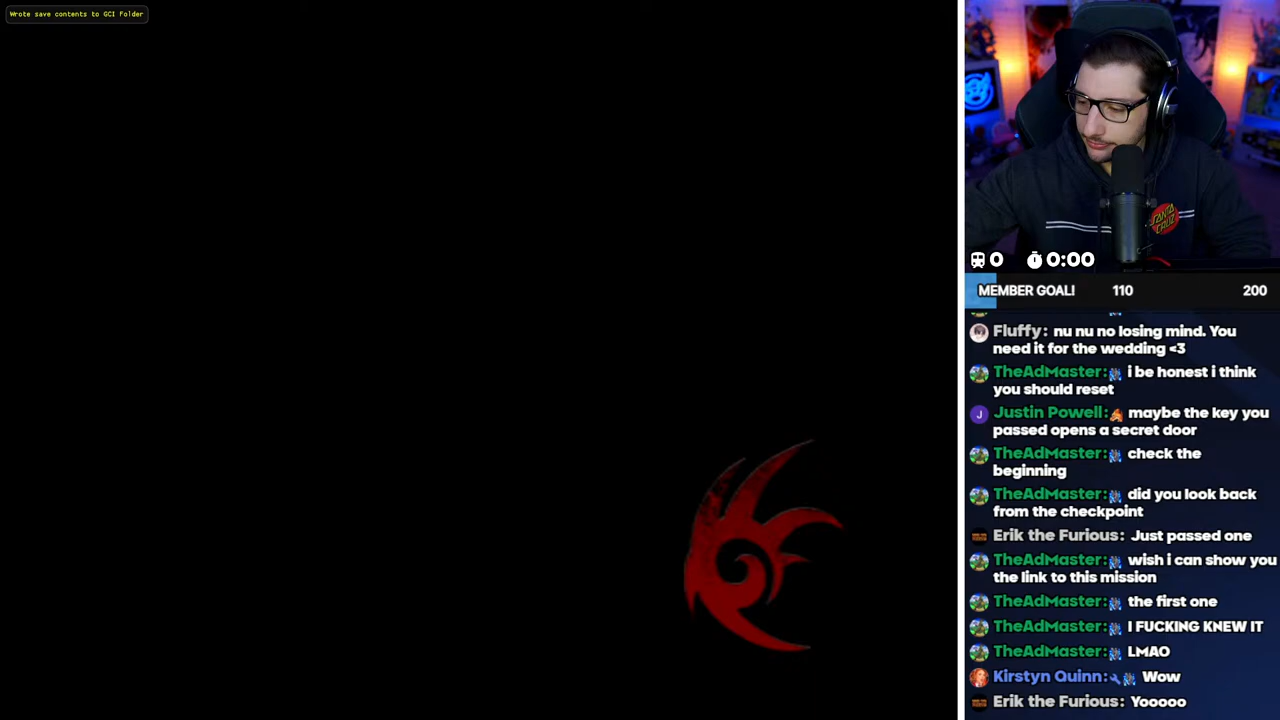 Wrote save contents to GCI Folder
SANTA
CRUZ
0 0:00
MEMBER GOAL! 110 200
Fluffy: nu nu no losing mind. You
need it for the wedding <3
TheAdMaster: i be honest i think
you should reset
J Justin Powell: maybe the key you
passed opens a secret door
TheAdMaster: check the
beginning
TheAdMaster: did you look back
from the checkpoint
Erik the Furious: Just passed one
TheAdMaster: wish i can show you
the link to this mission
TheAdMaster: the first one
TheAdMaster: I FUCKING KNEW IT
TheAdMaster: LMAO
Kirstyn Quinn: Wow
Erik the Furious: Yooooo